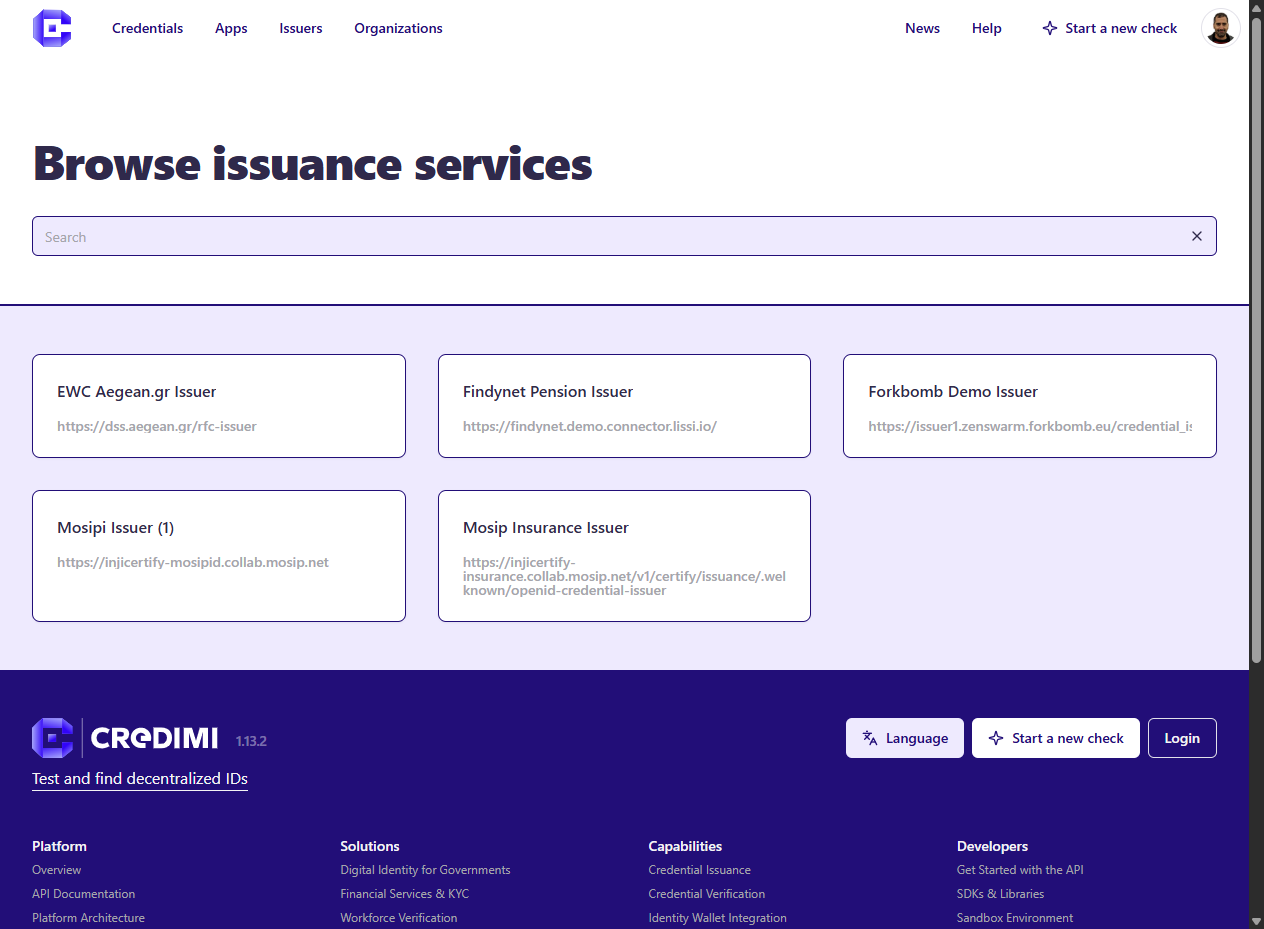 Credentials Apps Issuers Organizations News Help Start a new check
Browse issuance services
Search
EWC Aegean.gr Issuer
https://dss.aegean.gr/rfc-issuer
Findynet Pension Issuer
https://findynet.demo.connector.lissi.io/
Forkbomb Demo Issuer
https://issuer1.zenswarm.forkbomb.eu/credential_is
Mosipi Issuer (1)
https://injicertify-mosipid.collab.mosip.net
Mosip Insurance Issuer
https://injicertify-
insurance.collab.mosip.net/v1/certify/issuance/.wel
known/openid-credential-issuer
CREDIMI 1.13.2
Test and find decentralized IDs
Language Start a new check Login
Platform
Overview
API Documentation
Platform Architecture
Solutions
Digital Identity for Governments
Financial Services & KYC
Workforce Verification
Capabilities
Credential Issuance
Credential Verification
Identity Wallet Integration
Developers
Get Started with the API
SDKs & Libraries
Sandbox Environment